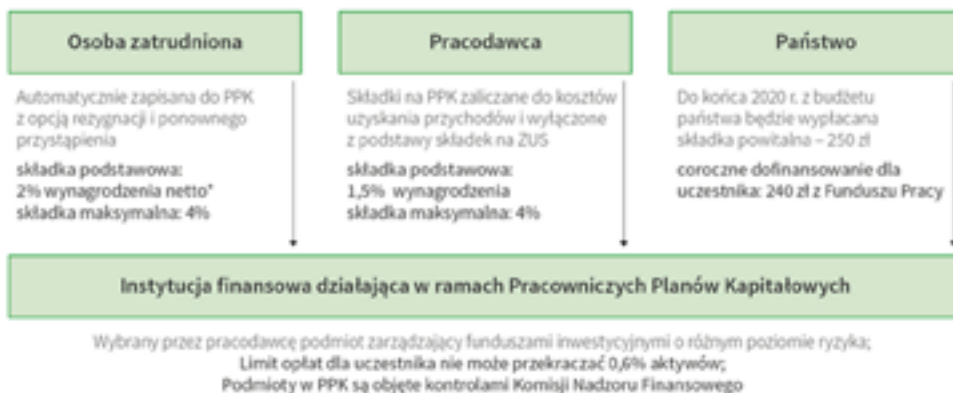 Osoba zatrudniona
Automatycznie zapisana do PPK
z opcją rezygnacji i ponownego
przystąpienia
składka podstawowa:
2% wynagrodzenia netto*
składka maksymalna: 4%
Pracodawca
Składki na PPK zaliczane do kosztów
uzyskania przychodów i wyłączone
z podstawy składek na ZUS
składka podstawowa:
1,5% wynagrodzenia
składka maksymalna: 4%
Państwo
Do końca 2020 r. z budżetu
państwa będzie wypłacana
składka powitalna – 250 zł
coroczne dofinansowanie dla
uczestnika: 240 zł z Funduszu Pracy
Instytucja finansowa działająca w ramach Pracowniczych Planów Kapitałowych
Wybrany przez pracodawcę podmiot zarządzający funduszami inwestycyjnymi o różnym poziomie ryzyka;
Limit opłat dla uczestnika nie może przekraczać 0,6% aktywów;
Podmioty w PPK są objęte kontrolami Komisji Nadzoru Finansowego